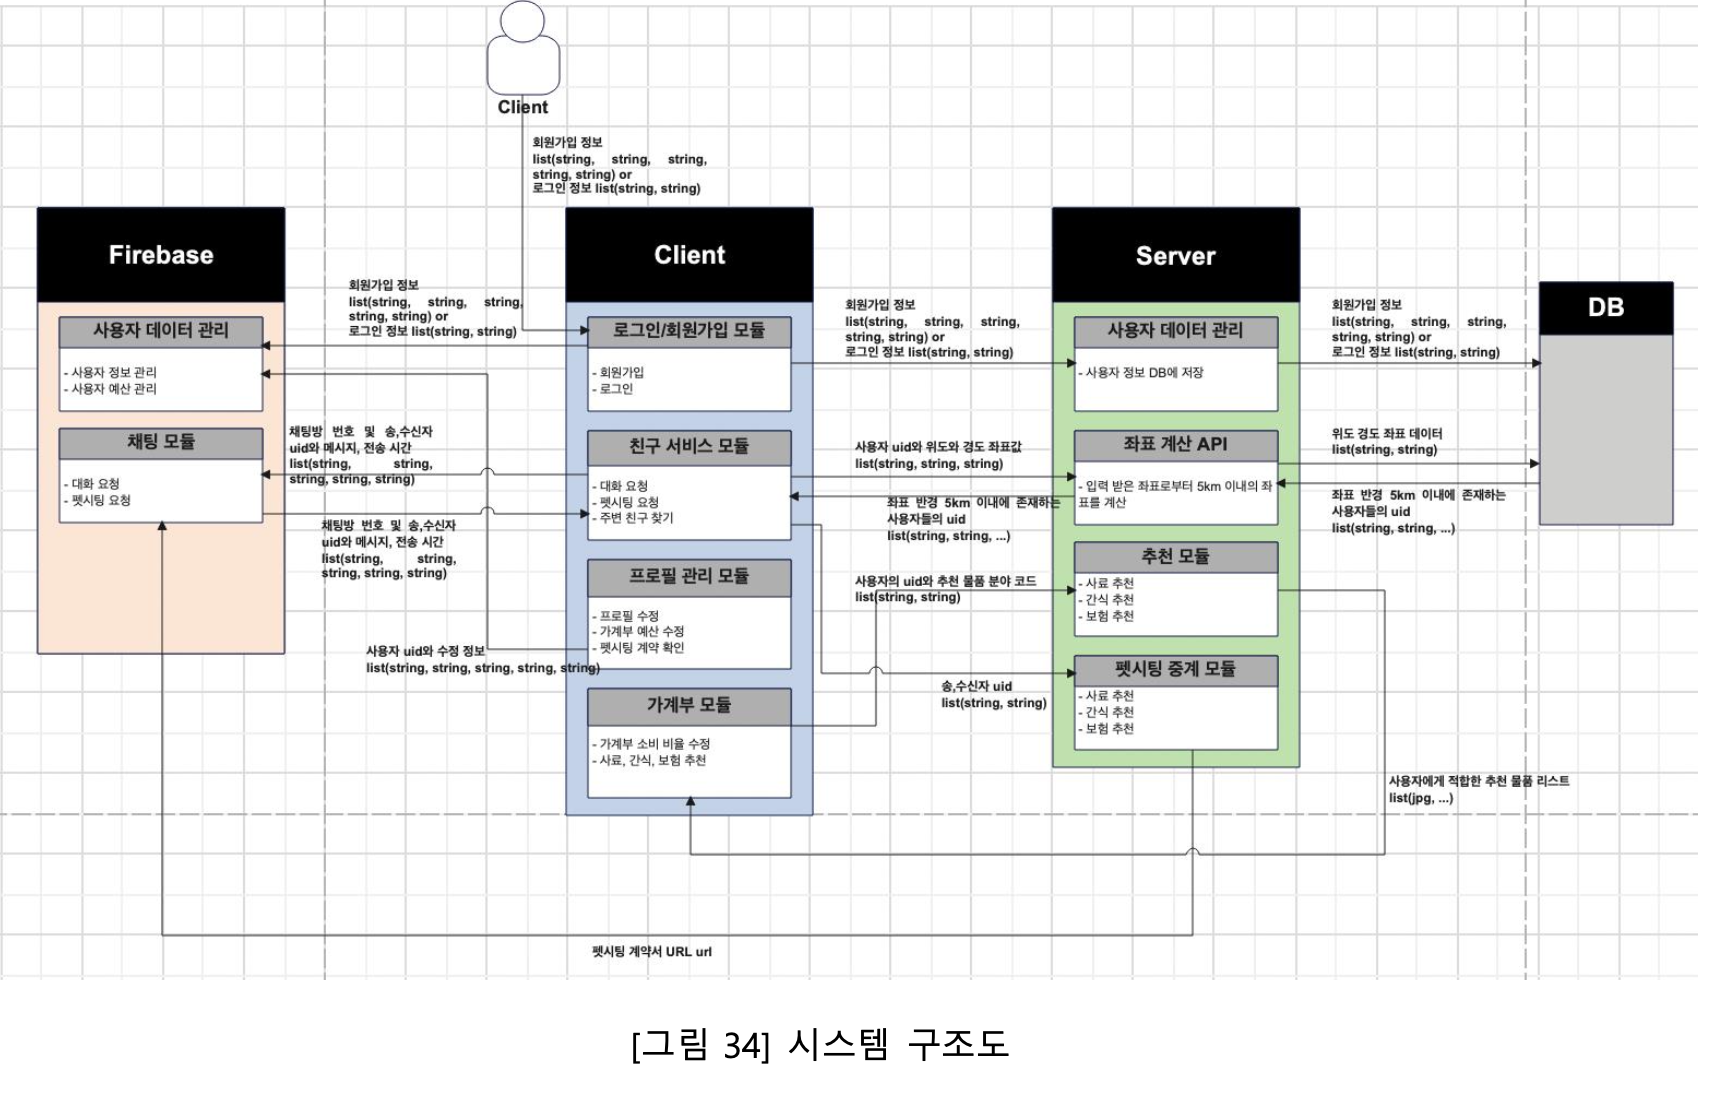 Client
회원가입 정보
list(string, string, string,
string, string) or
로그인 정보 list(string, string)
Firebase
사용자 데이터 관리
- 사용자 정보 관리
- 사용자 예산 관리
채팅 모듈
- 대화 요청
- 펫시팅 요청
회원가입 정보
list(string, string, string,
string, string) or
로그인 정보 list(string, string)
채팅방 번호 및 송,수신자
uid와 메시지, 전송 시간
list(string, string,
string, string, string)
채팅방 번호 및 송,수신자
uid와 메시지, 전송 시간
list(string, string,
string, string, string)
사용자 uid와 수정 정보
list(string, string, string, string, string)
Client
로그인/회원가입 모듈
- 회원가입
- 로그인
친구 서비스 모듈
- 대화 요청
- 펫시팅 요청
- 주변 친구 찾기
프로필 관리 모듈
- 프로필 수정
- 가계부 예산 수정
- 펫시팅 계약 확인
가계부 모듈
- 가계부 소비 비율 수정
- 사료, 간식, 보험 추천
회원가입 정보
list(string, string, string,
string, string) or
로그인 정보 list(string, string)
사용자 uid와 위도와 경도 좌표값
list(string, string, string)
좌표 반경 5km 이내에 존재하는
사용자들의 uid
list(string, string, ...)
사용자의 uid와 추천 물품 분야 코드
list(string, string)
송,수신자 uid
list(string, string)
Server
사용자 데이터 관리
- 사용자 정보 DB에 저장
좌표 계산 API
- 입력 받은 좌표로부터 5km 이내의 좌
표를 계산
추천 모듈
- 사료 추천
- 간식 추천
- 보험 추천
펫시팅 중계 모듈
- 사료 추천
- 간식 추천
- 보험 추천
회원가입 정보
list(string, string, string,
string, string) or
로그인 정보 list(string, string)
위도 경도 좌표 데이터
list(string, string)
좌표 반경 5km 이내에 존재하는
사용자들의 uid
list(string, string, ...)
DB
사용자에게 적합한 추천 물품 리스트
list(jpg, ...)
펫시팅 계약서 URL url
[그림 34] 시스템 구조도